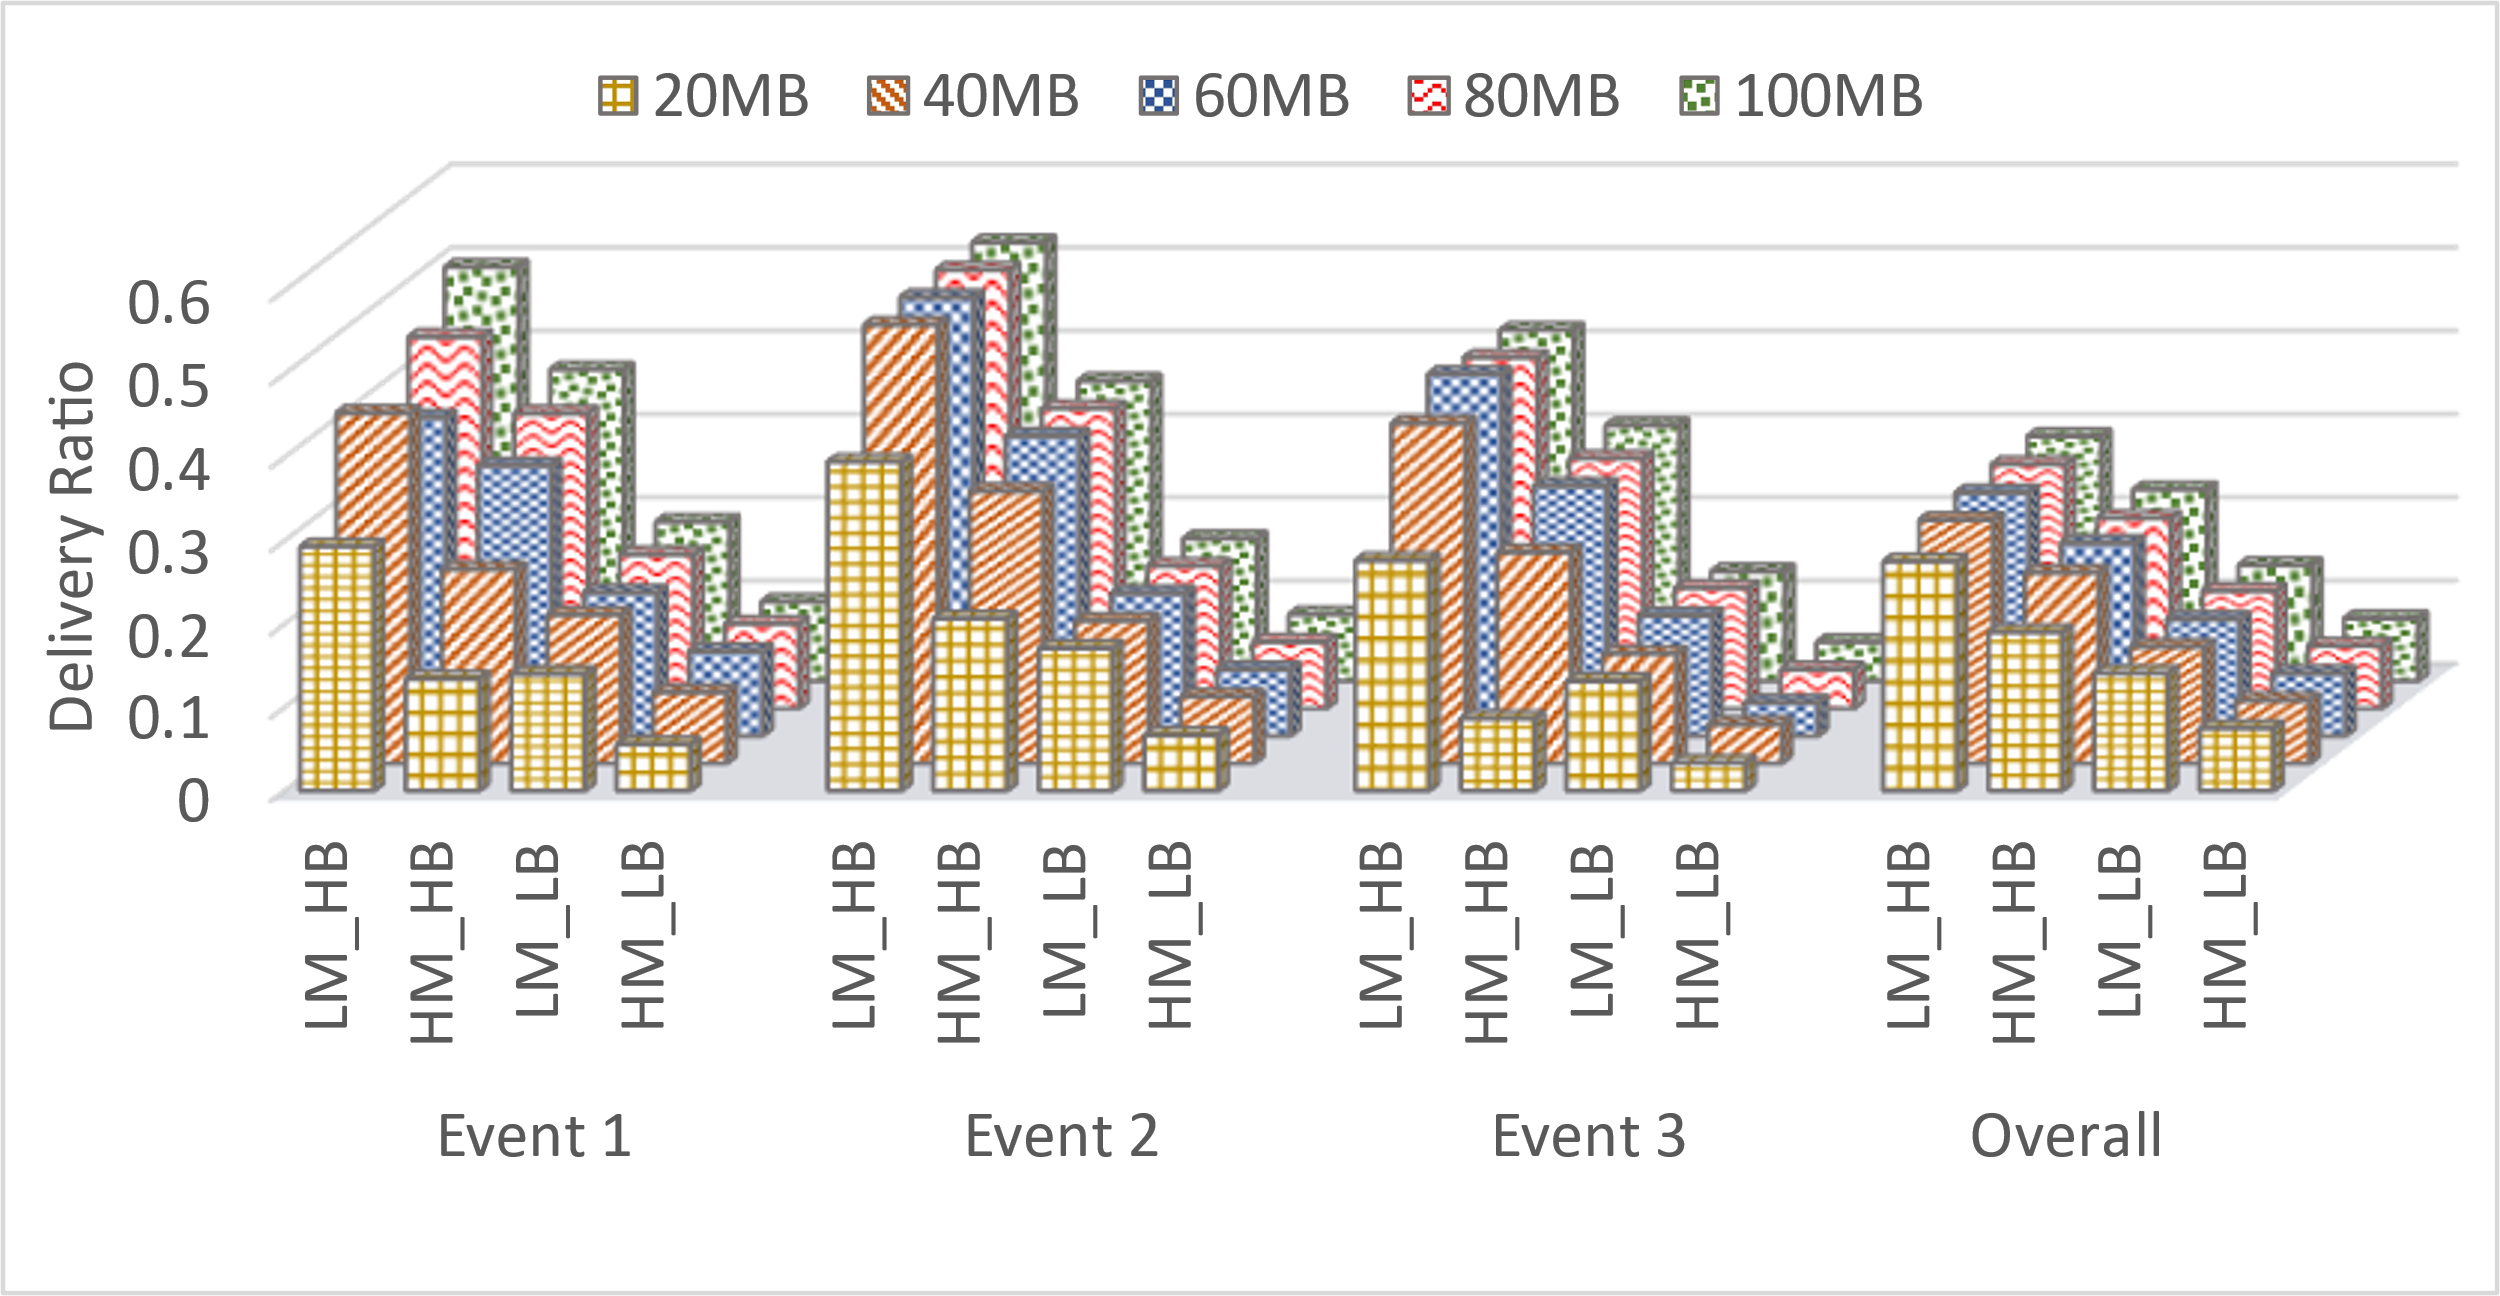 20MB 40MB 60MB 80MB 100MB
Delivery Ratio
0.6
0.5
0.4
0.3
0.2
0.1
0
LM_HB HM_HB LM_LB HM_LB LM_HB HM_HB LM_LB HM_LB LM_HB HM_HB LM_LB HM_LB LM_HB HM_HB LM_LB HM_LB
Event 1 Event 2 Event 3 Overall